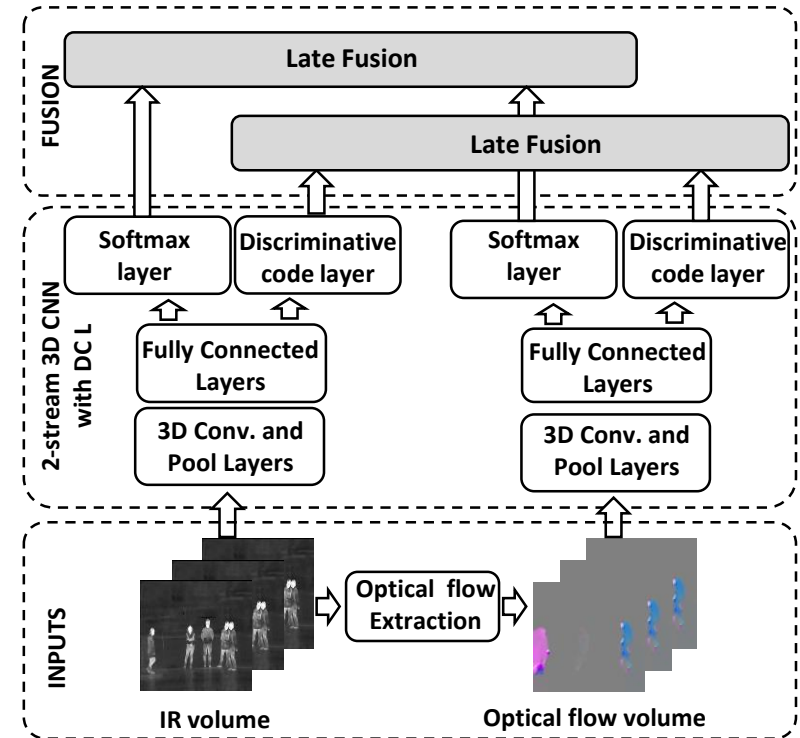 FUSION
Late Fusion
Late Fusion
2-stream 3D CNN
with DC L
Softmax
layer
Discriminative
code layer
Softmax
layer
Discriminative
code layer
Fully Connected
Layers
Fully Connected
Layers
3D Conv. and
Pool Layers
3D Conv. and
Pool Layers
INPUTS
Optical flow
Extraction
IR volume
Optical flow volume